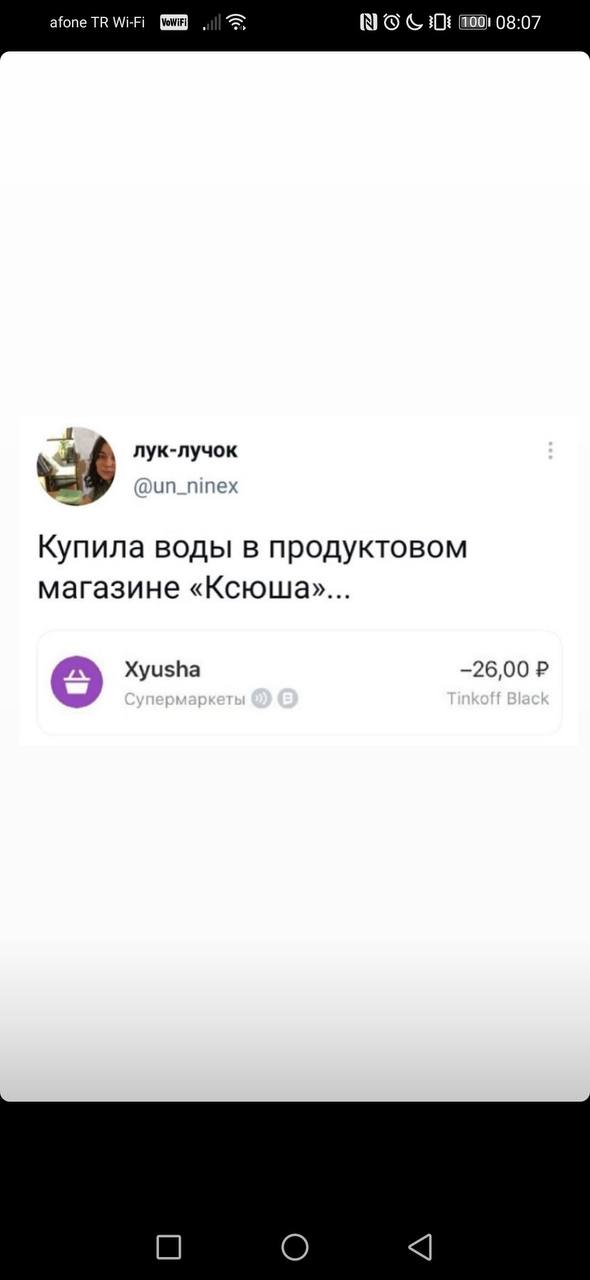 afone TR Wi-Fi VoWiFi 100 08:07
лук-лучок
@un_ninex
Купила воды в продуктовом
магазине «Ксюша»...
Xyusha −26,00 ₽
Супермаркеты Tinkoff Black